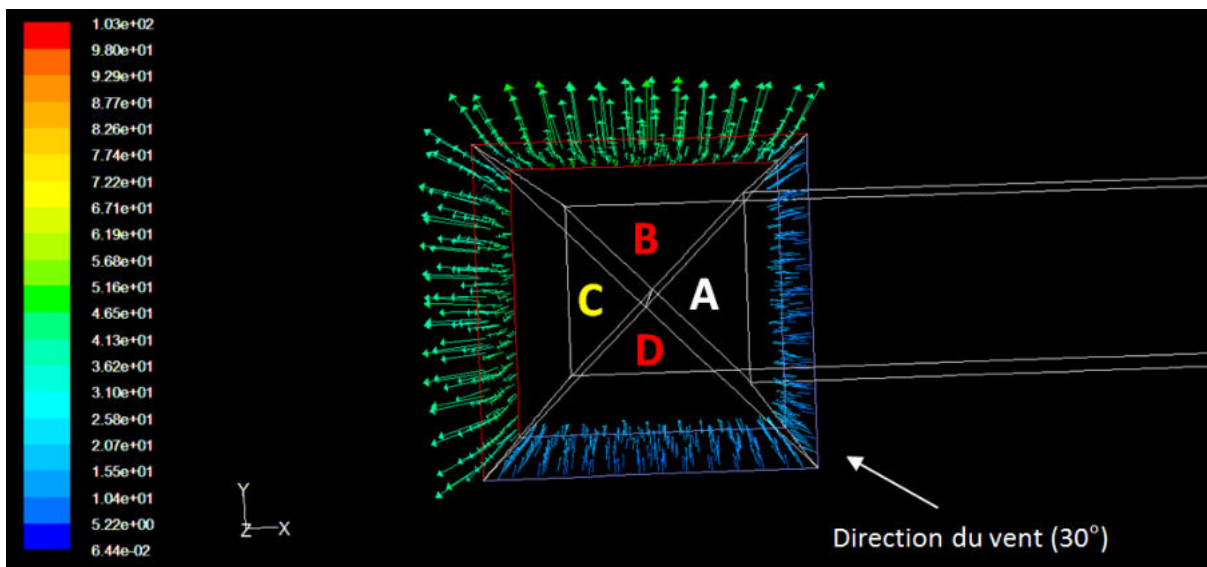 1.03e+02
9.80e+01
9.29e+01
8.77e+01
8.26e+01
7.74e+01
7.22e+01
6.71e+01
6.19e+01
5.68e+01
5.16e+01
4.65e+01
4.13e+01
3.62e+01
3.10e+01
2.58e+01
2.07e+01
1.55e+01
1.04e+01
5.22e+00
6.44e-02
B
C
A
D
Y
Z
X
Direction du vent (30°)